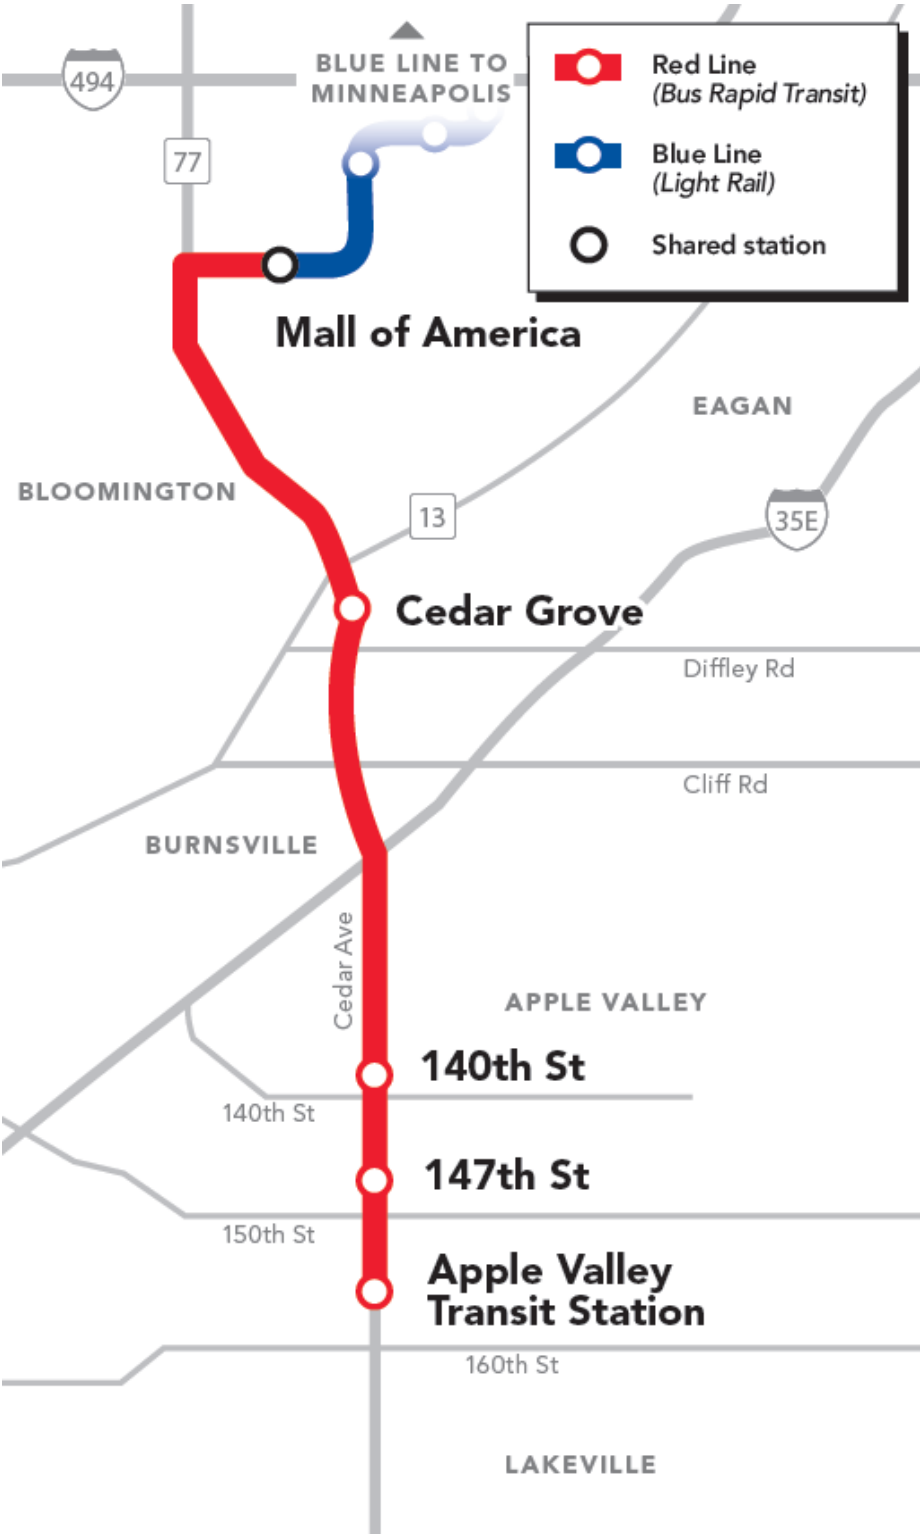 BLUE LINE TO
MINNEAPOLIS
494
77
Red Line
(Bus Rapid Transit)
Blue Line
(Light Rail)
Shared station
Mall of America
EAGAN
BLOOMINGTON
13
35E
Cedar Grove
Diffley Rd
Cliff Rd
BURNSVILLE
Cedar Ave
APPLE VALLEY
140th St
140th St
147th St
150th St
Apple Valley
Transit Station
160th St
LAKEVILLE